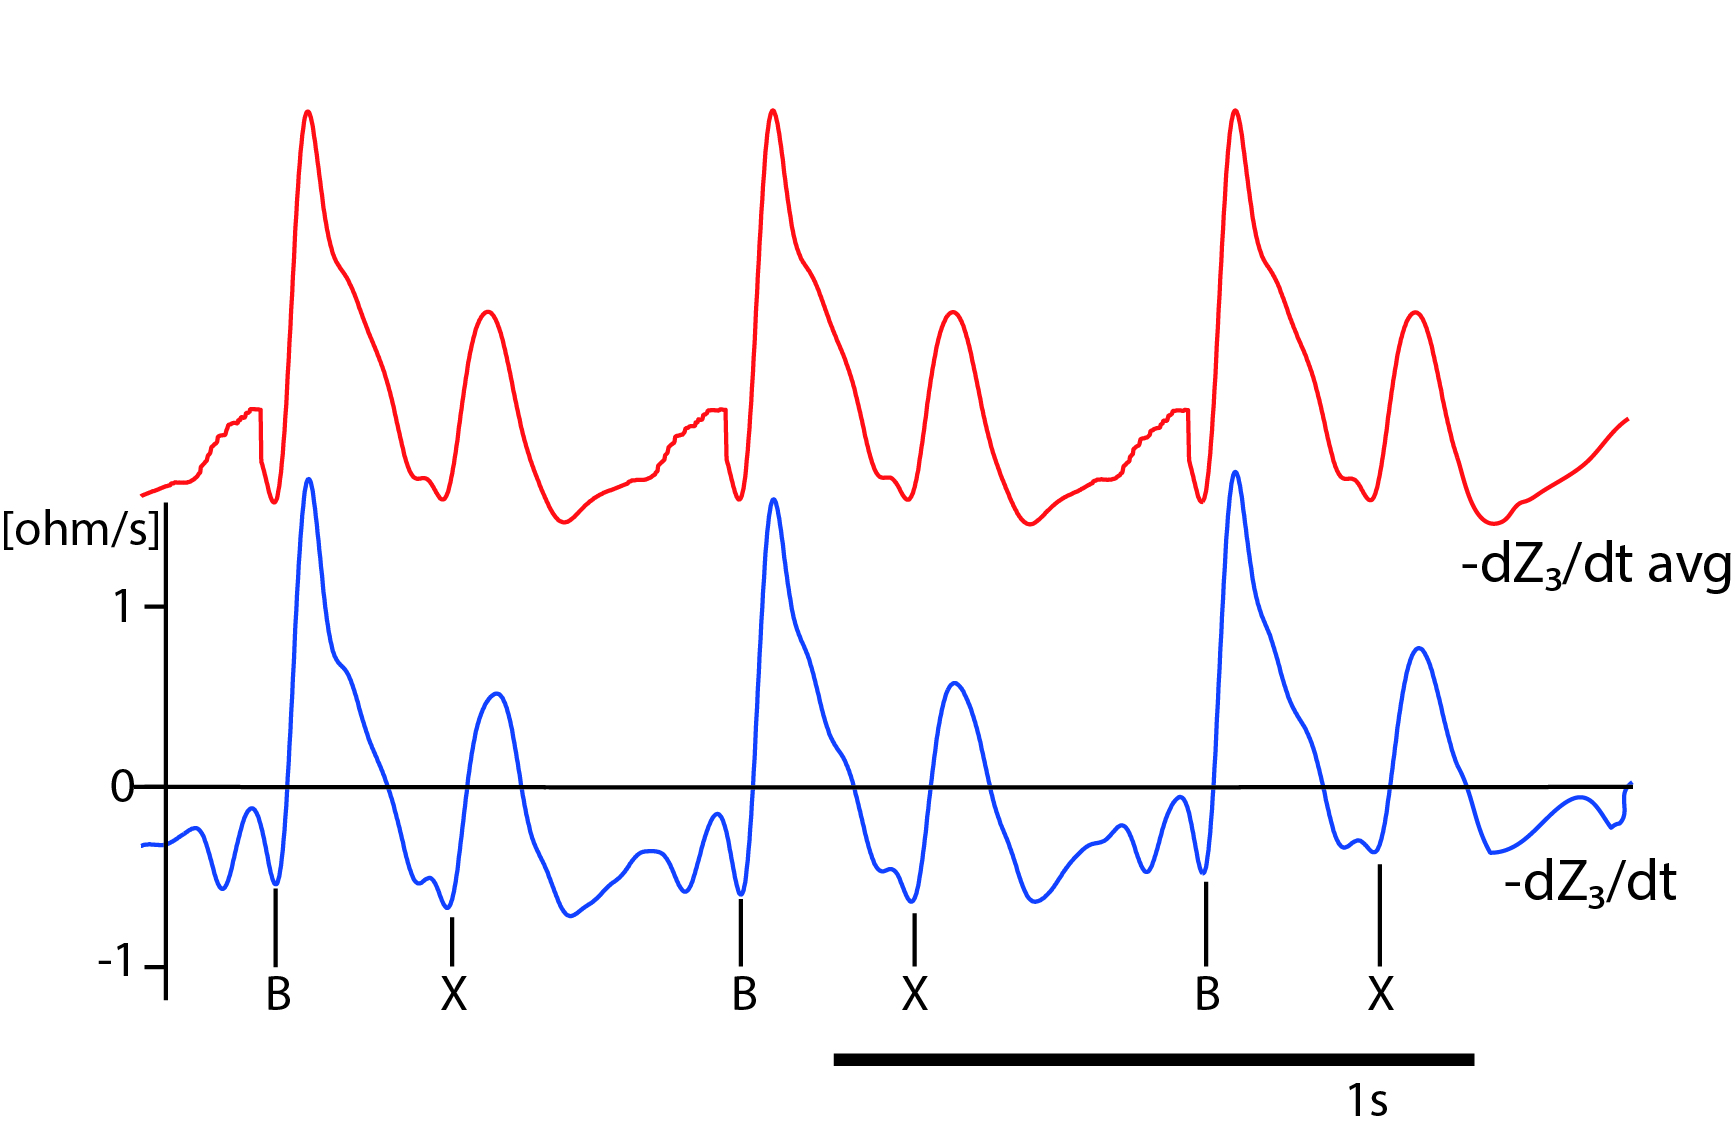 [ohm/s]
-dZ₃/dt avg
1
0
-dZ₃/dt
-1
B X B X B X
1s